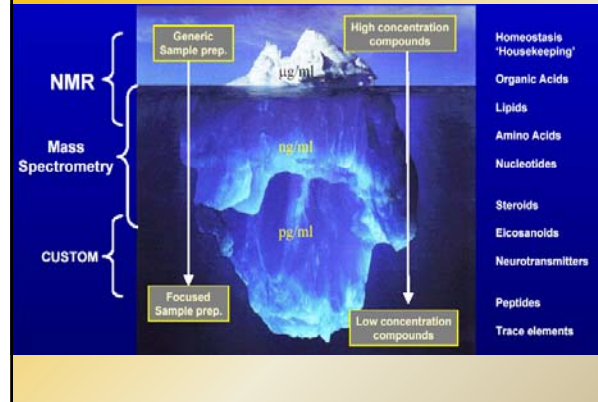 NMR
Mass
Spectrometry
CUSTOM
Generic
Sample prep.
Focused
Sample prep.
μg/ml
ng/ml
pg/ml
High concentration
compounds
Low concentration
compounds
Homeostasis
‘Housekeeping’
Organic Acids
Lipids
Amino Acids
Nucleotides
Steroids
Eicosanoids
Neurotransmitters
Peptides
Trace elements